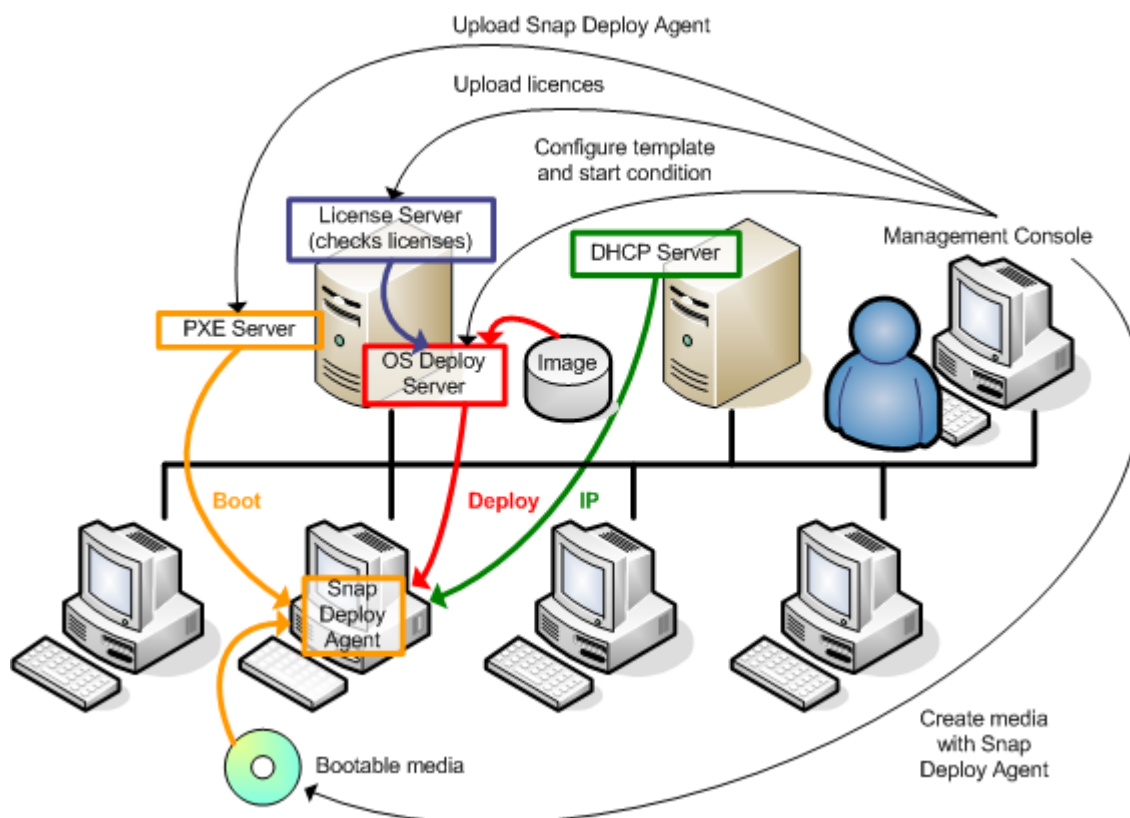 Upload Snap Deploy Agent
Upload licences
Configure template
and start condition
License Server
(checks licenses)
DHCP Server
Management Console
PXE Server
OS Deploy
Server
Image
Boot
Deploy
IP
Snap
Deploy
Agent
Bootable media
Create media
with Snap
Deploy Agent